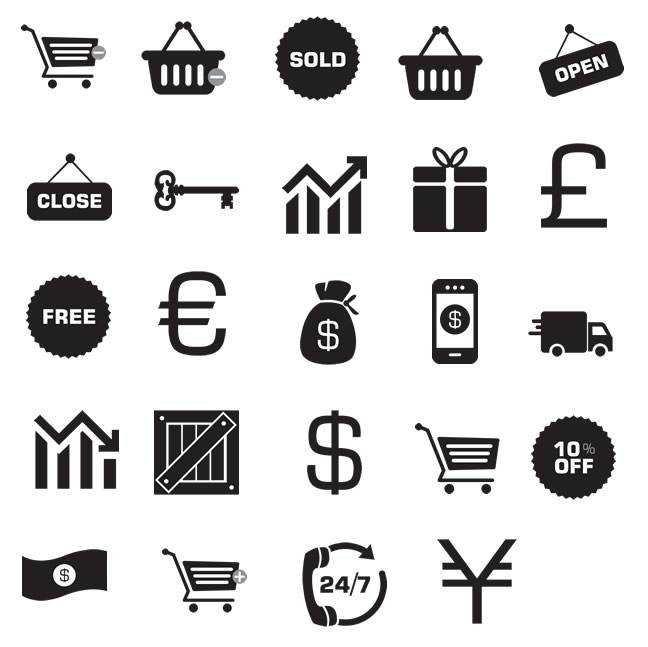 SOLD
OPEN
CLOSE
£
FREE
€
$
$
$
10%
OFF
$
24/7
¥